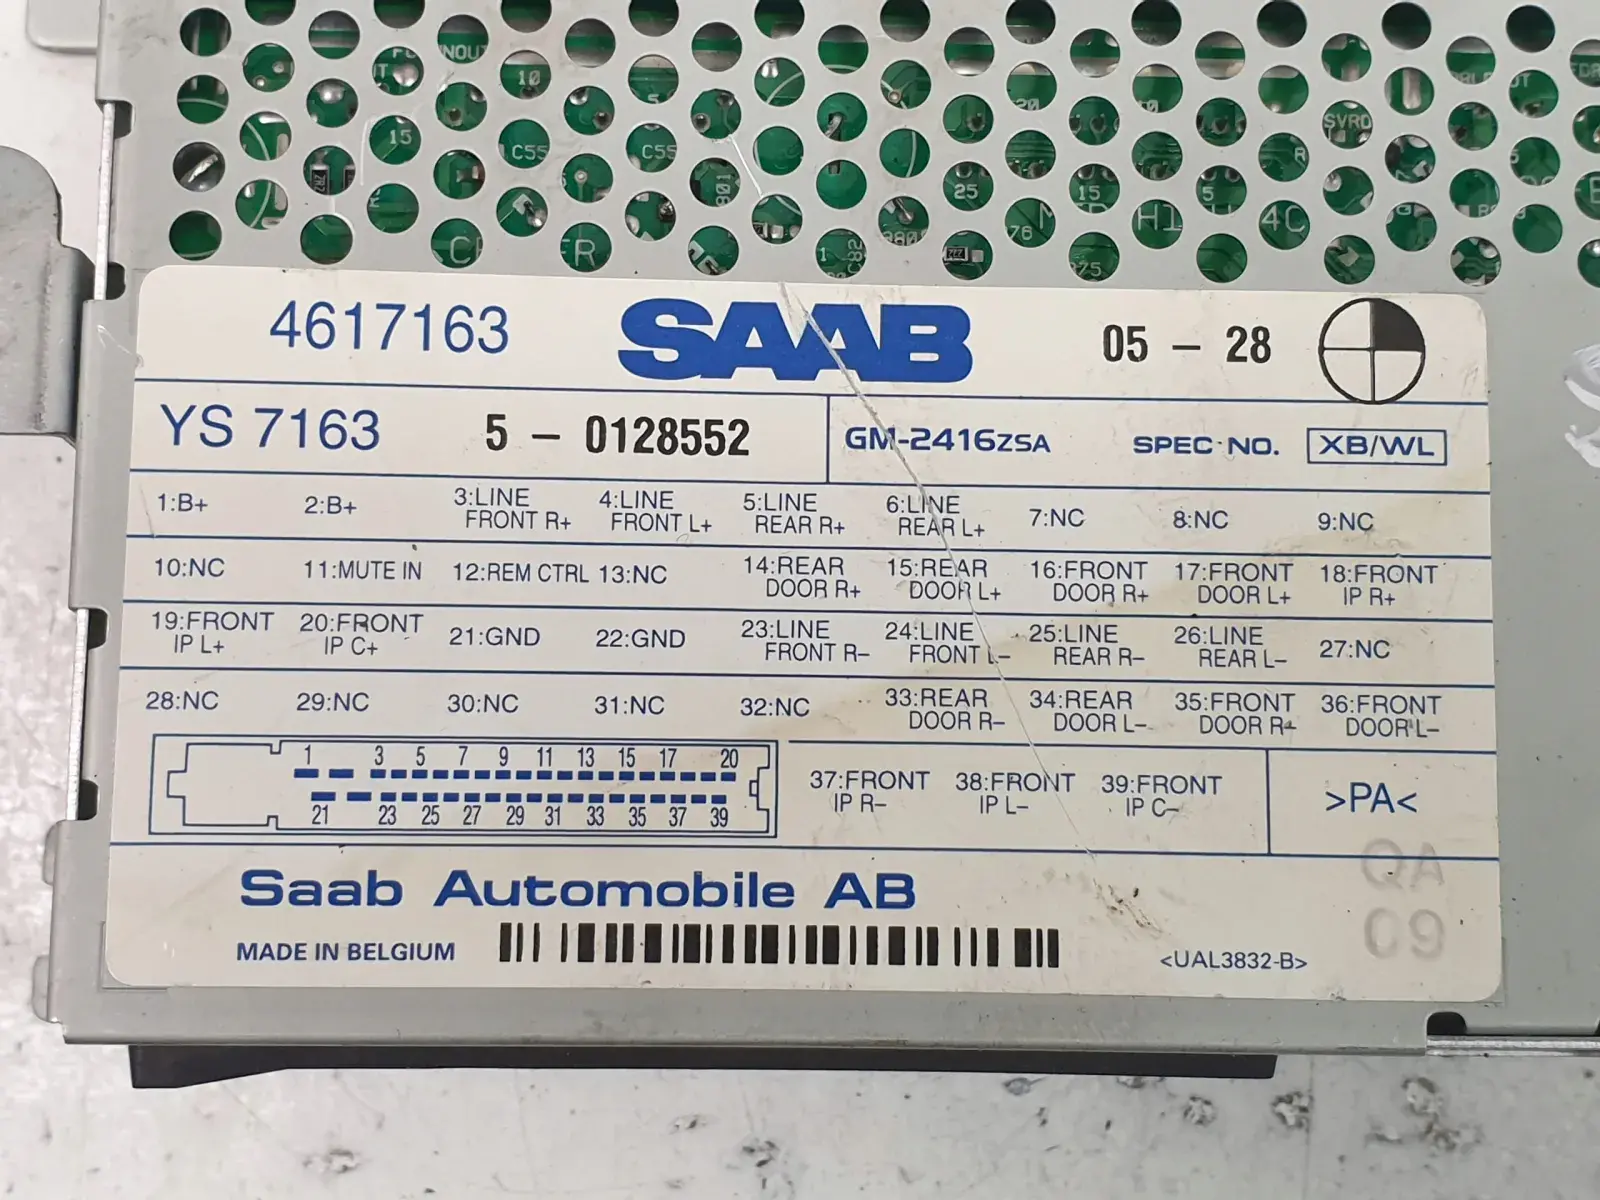 4617163 SAAB 05 – 28
YS 7163 5 – 0128552 GM-2416ZSA SPEC NO. XB/WL
1:B+ 2:B+ 3:LINE FRONT R+ 4:LINE FRONT L+ 5:LINE REAR R+ 6:LINE REAR L+ 7:NC 8:NC 9:NC
10:NC 11:MUTE IN 12:REM CTRL 13:NC 14:REAR DOOR R+ 15:REAR DOOR L+ 16:FRONT DOOR R+ 17:FRONT DOOR L+ 18:FRONT IP R+
19:FRONT IP L+ 20:FRONT IP C+ 21:GND 22:GND 23:LINE FRONT R– 24:LINE FRONT L– 25:LINE REAR R– 26:LINE REAR L– 27:NC
28:NC 29:NC 30:NC 31:NC 32:NC 33:REAR DOOR R– 34:REAR DOOR L– 35:FRONT DOOR R– 36:FRONT DOOR L–
1 3 5 7 9 11 13 15 17 20
21 23 25 27 29 31 33 35 37 39
37:FRONT IP R– 38:FRONT IP L– 39:FRONT IP C–
>PA<
QA
09
Saab Automobile AB
MADE IN BELGIUM <UAL3832-B>